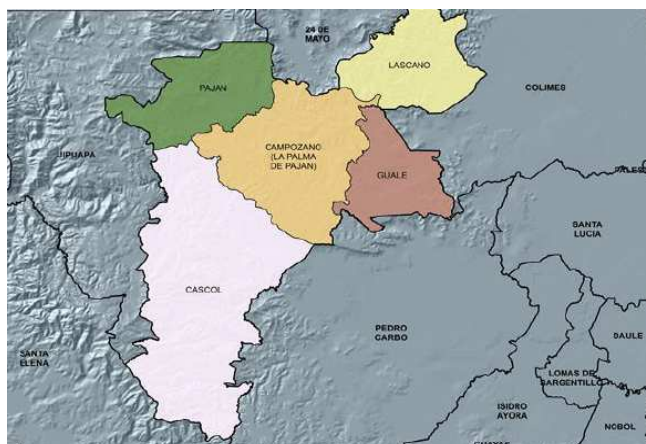 24 DE
MAYO
LASCANO
PAJAN
COLIMES
CAMPOZANO
(LA PALMA
DE PAJAN)
JIPIJAPA
GUALE
SANTA
LUCIA
CASCOL
PEDRO
CARBO
SANTA
ELENA
DAULE
LOMAS DE
SARGENTILLO
ISIDRO
AYORA
NOBOL